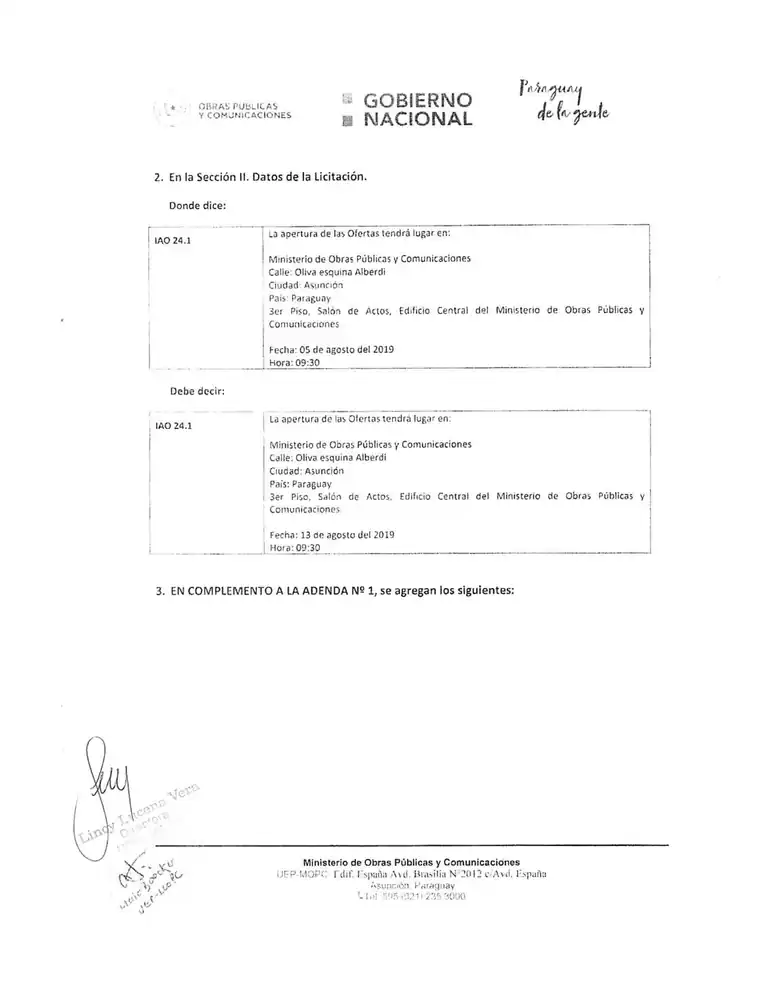 OBRAS PÚBLICAS
Y COMUNICACIONES
GOBIERNO
NACIONAL
Paraguay
de la gente
2. En la Sección II. Datos de la Licitación.
Donde dice:
IAO 24.1
La apertura de las Ofertas tendrá lugar en:
Ministerio de Obras Públicas y Comunicaciones
Calle: Oliva esquina Alberdi
Ciudad: Asunción
País: Paraguay
3er Piso, Salón de Actos, Edificio Central del Ministerio de Obras Públicas y
Comunicaciones
Fecha: 05 de agosto del 2019
Hora: 09:30
Debe decir:
IAO 24.1
La apertura de las Ofertas tendrá lugar en:
Ministerio de Obras Públicas y Comunicaciones
Calle: Oliva esquina Alberdi
Ciudad: Asunción
País: Paraguay
3er Piso, Salón de Actos, Edificio Central del Ministerio de Obras Públicas y
Comunicaciones
Fecha: 13 de agosto del 2019
Hora: 09:30
3. EN COMPLEMENTO A LA ADENDA Nº 1, se agregan los siguientes:
Vera
UEP-MOPC
Ministerio de Obras Públicas y Comunicaciones
UEP-MOPC Edif. España Avd. Brasilia N°2012 c/Avd. España
Asunción, Paraguay
595 (021) 235 3000